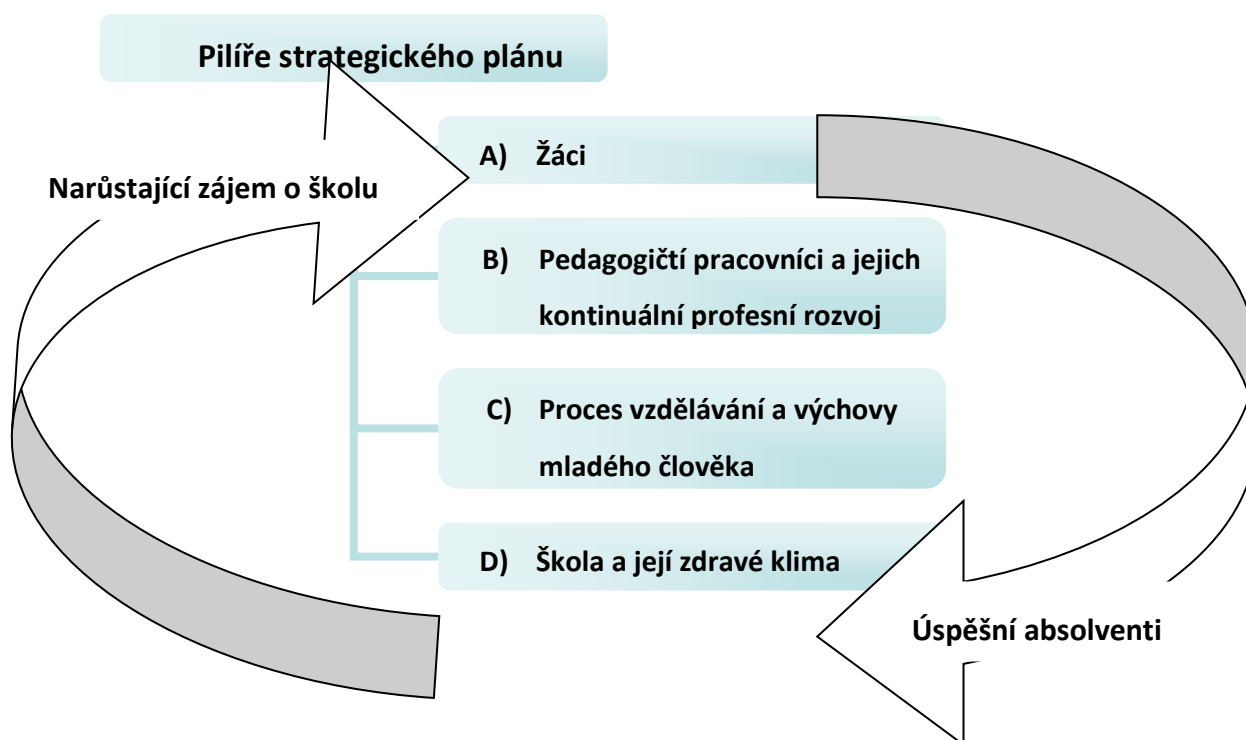 Pilíře strategického plánu
A) Žáci
Narůstající zájem o školu
B) Pedagogičtí pracovníci a jejich
kontinuální profesní rozvoj
C) Proces vzdělávání a výchovy
mladého člověka
D) Škola a její zdravé klima
Úspěšní absolventi